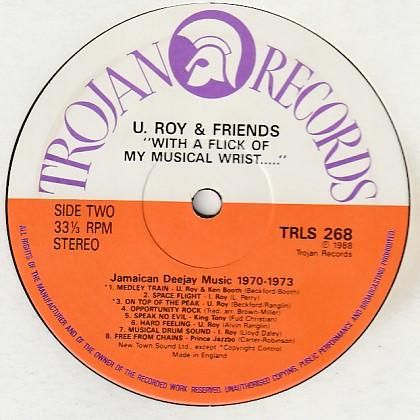 TROJAN RECORDS
U. ROY & FRIENDS
"WITH A FLICK OF
MY MUSICAL WRIST....."
SIDE TWO
33⅓ RPM
STEREO
TRLS 268
℗ 1988
Trojan Records
Jamaican Deejay Music 1970-1973
*1. MEDLEY TRAIN - U. Roy & Ken Booth (Beckford-Booth)
2. SPACE FLIGHT - I. Roy (L. Perry)
*3. ON TOP OF THE PEAK - U. Roy (Beckford/Ranglin)
4. OPPORTUNITY ROCK (Trad. arr. Brown-Miller)
5. SPEAK NO EVIL - King Tony (Fud Christian)
6. HARD FEELING - U. Roy (Alvin Ranglin)
7. MUSICAL DRUM SOUND - I. Roy (Lloyd Daley)
8. FREE FROM CHAINS - Prince Jazzbo (Carter-Robinson)
New Town Sound Ltd., except *Copyright Control)
Made in England
ALL RIGHTS OF THE MANUFACTURER AND OF THE OWNER OF THE RECORDED WORK RESERVED. UNAUTHORISED COPYING, PUBLIC PERFORMANCE AND BROADCASTING PROHIBITED.